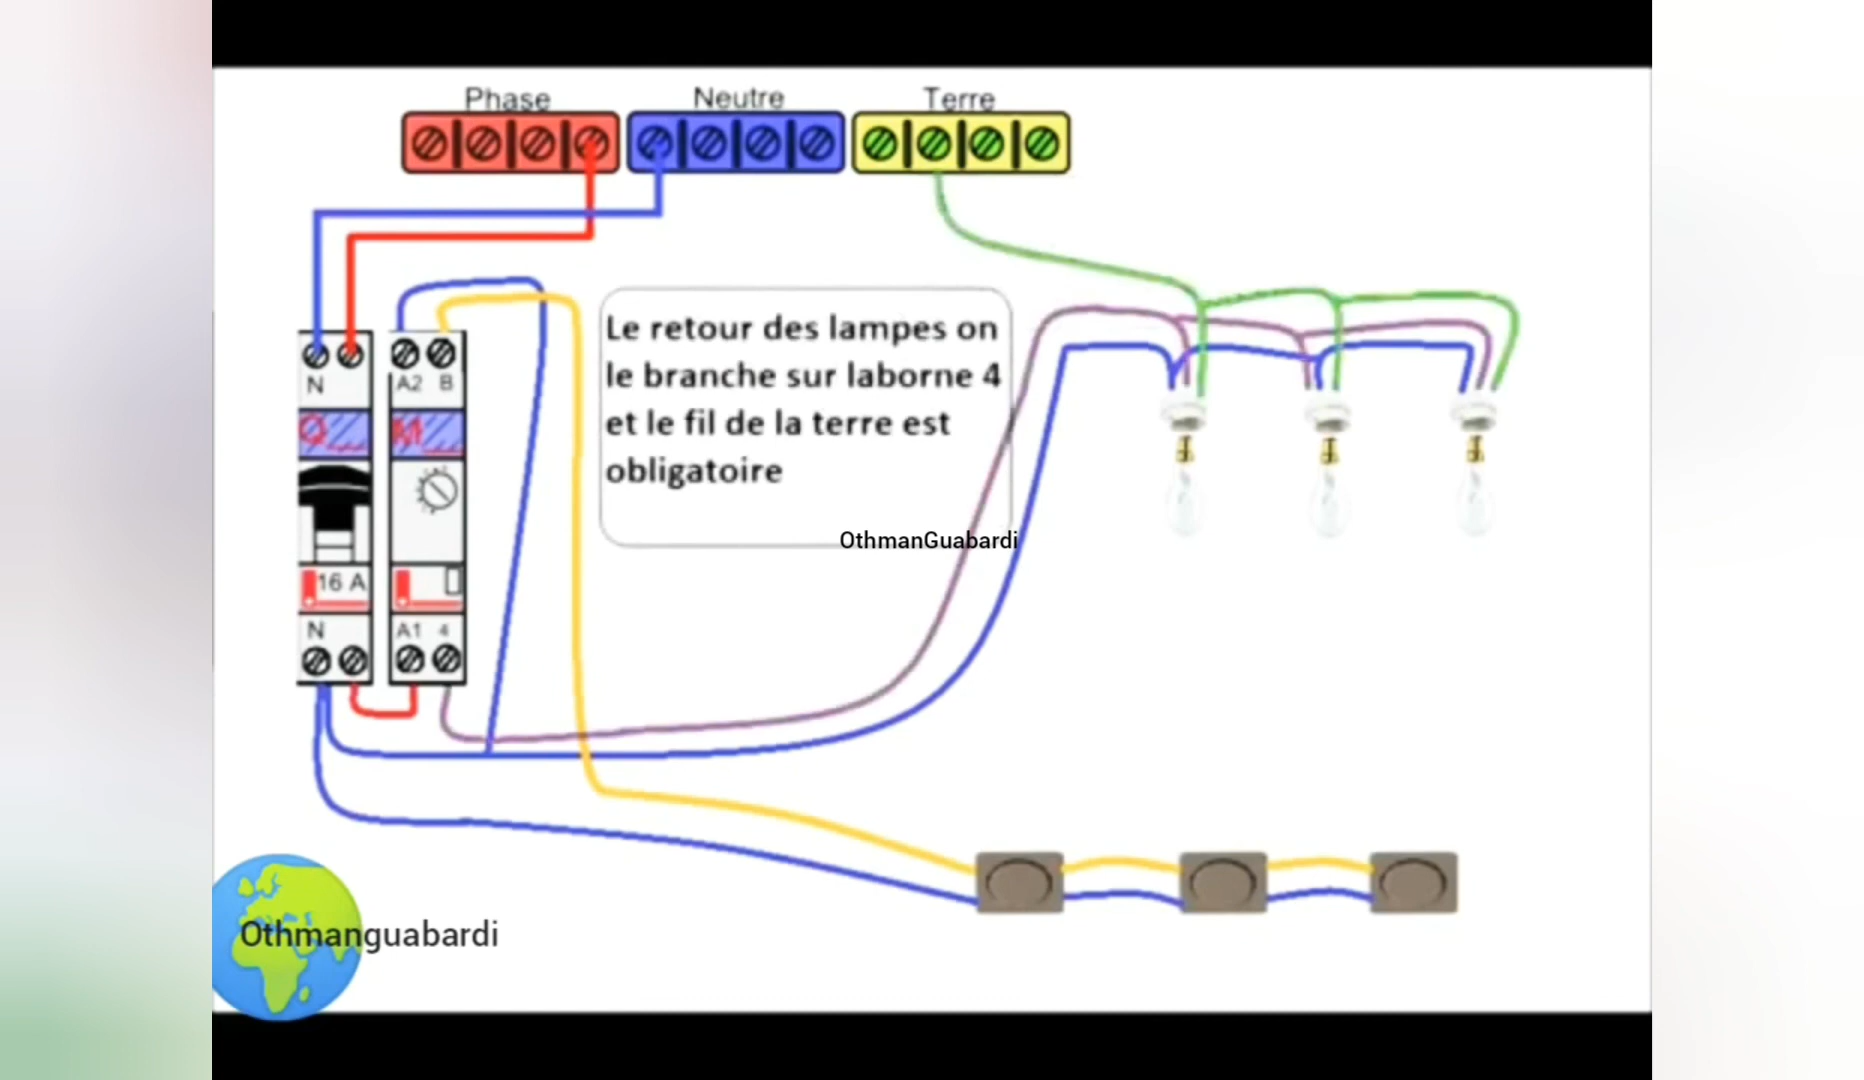 Phase
Neutre
Terre
N
A2 B
Q
M
Le retour des lampes on
le branche sur laborne 4
et le fil de la terre est
obligatoire
OthmanGuabardi
16 A
N
A1 4
Othmanguabardi